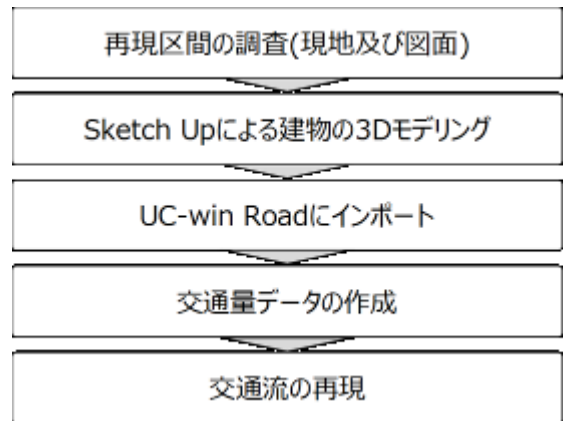 再現区間の調査(現地及び図面)
Sketch Upによる建物の3Dモデリング
UC-win Roadにインポート
交通量データの作成
交通流の再現